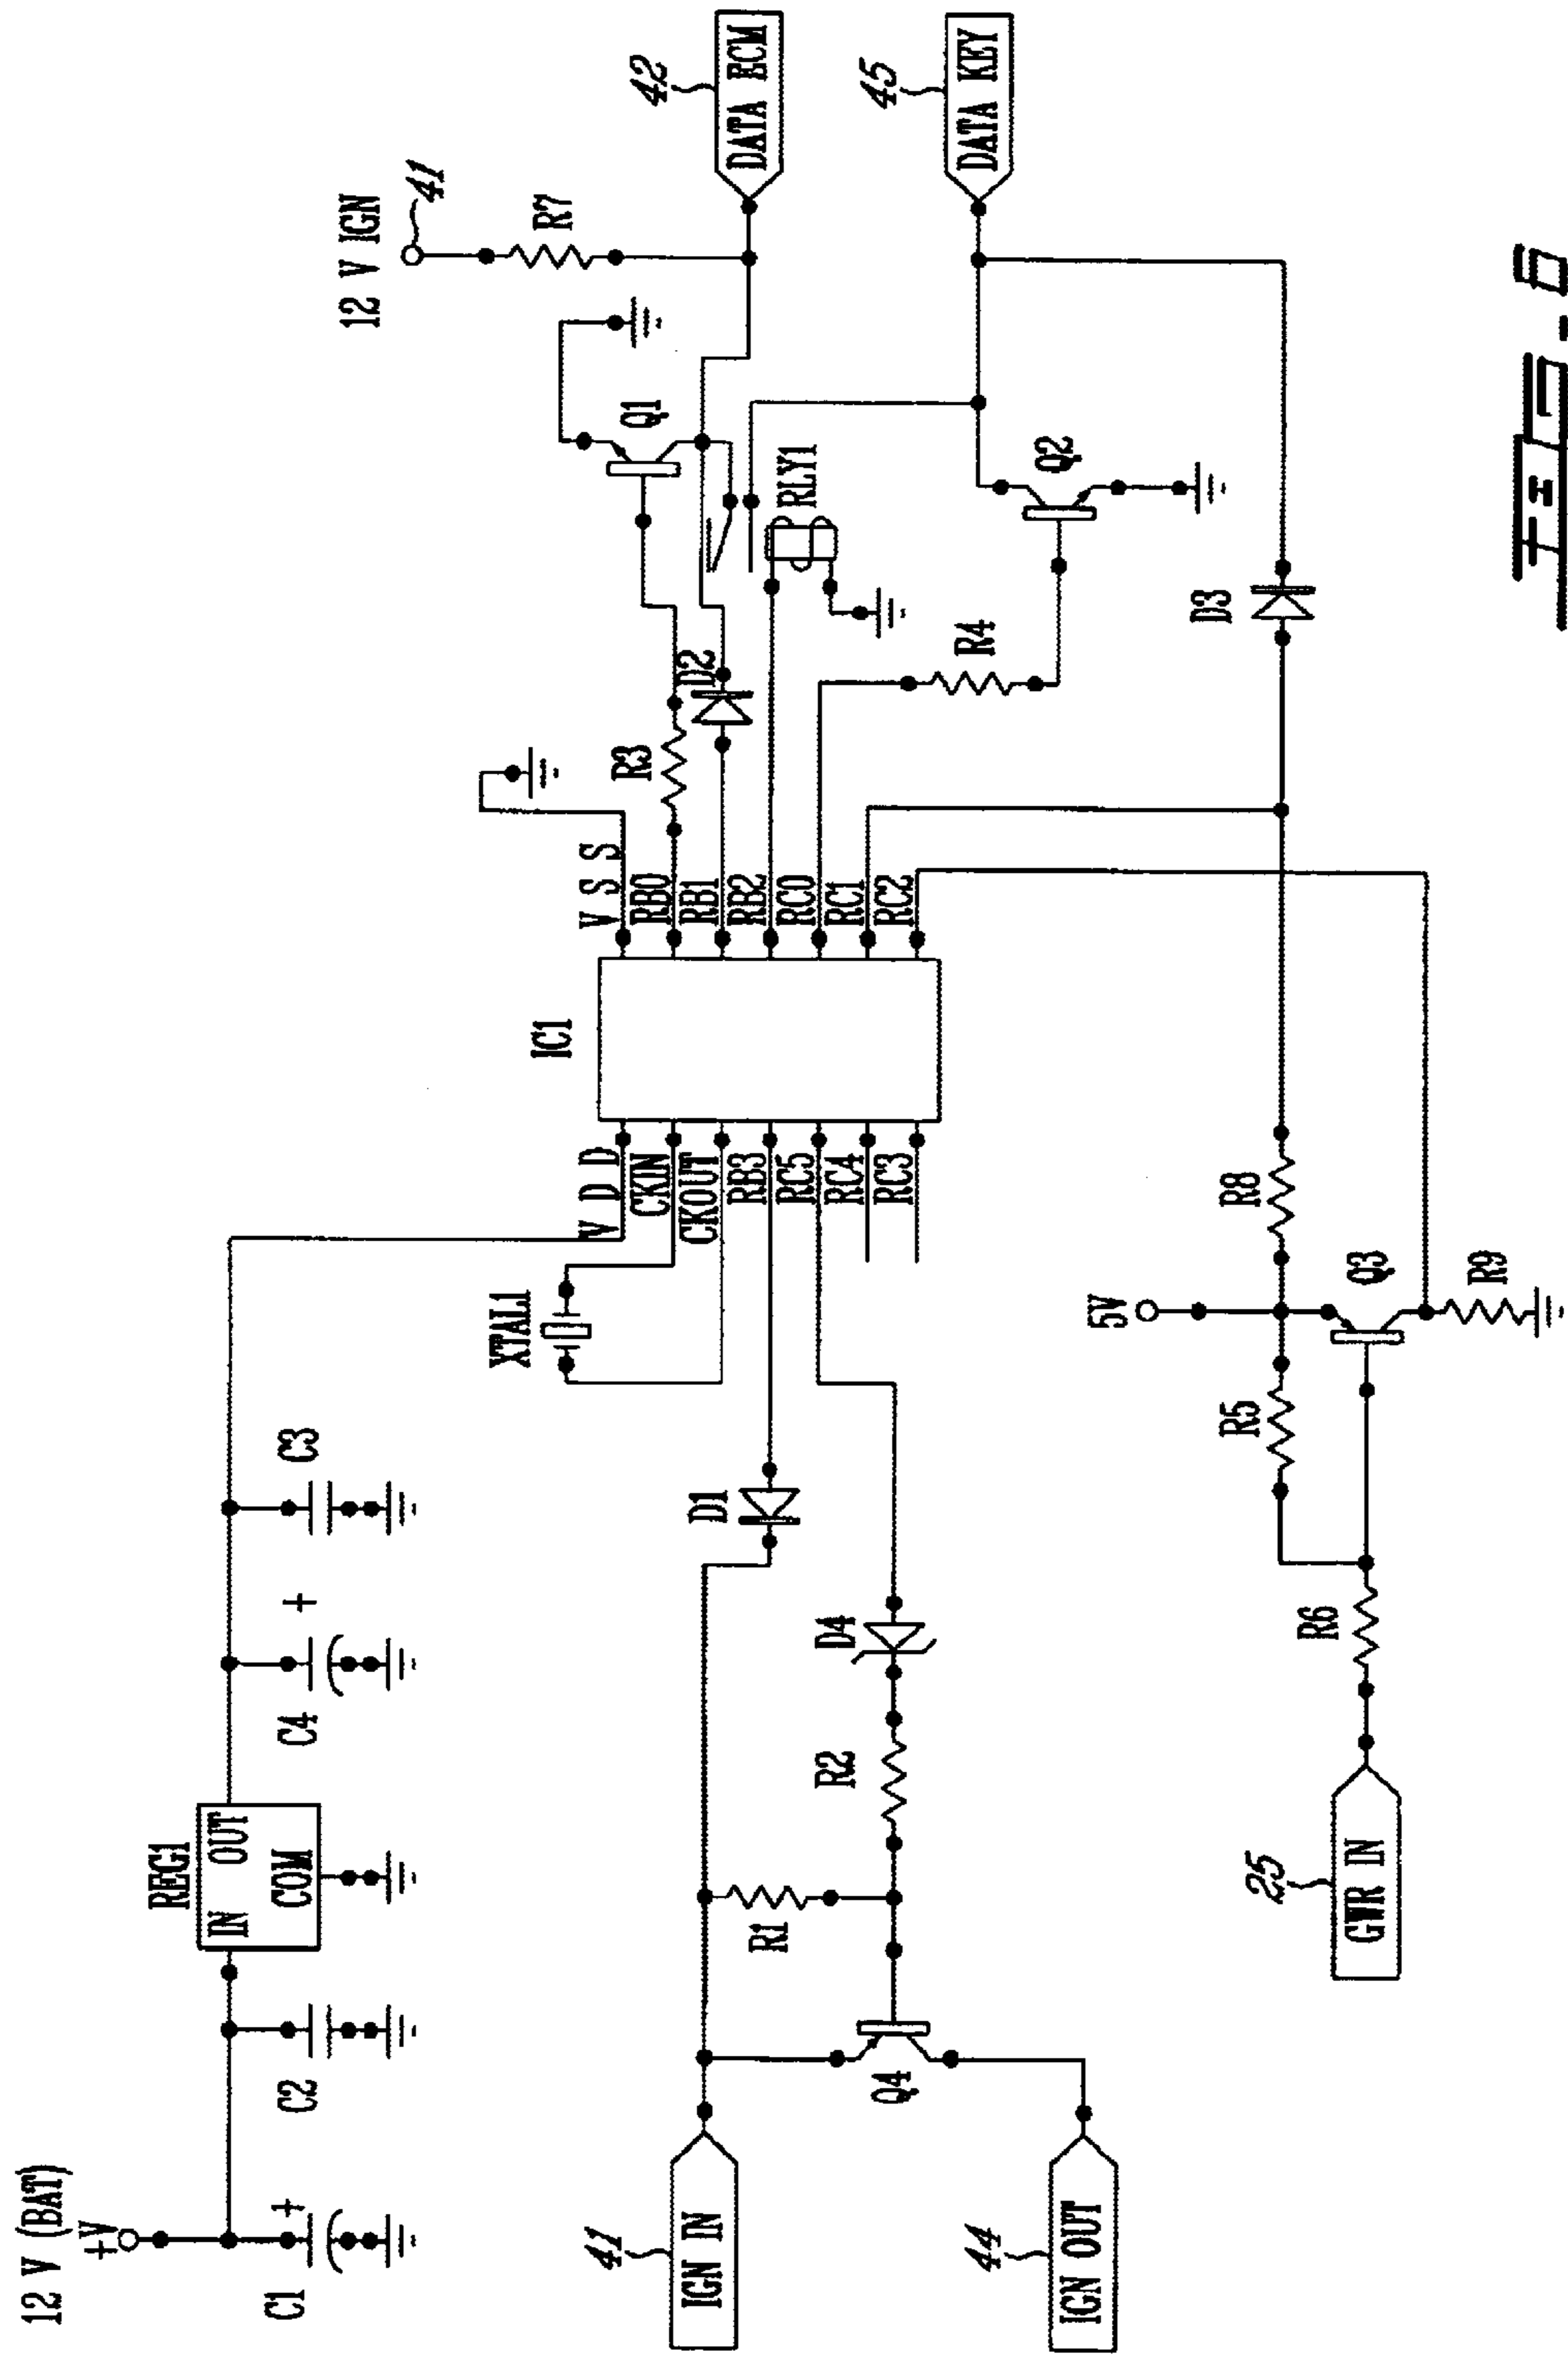 12 V (BAT)
+V
C1
+
C2
REG1
IN
OUT
COM
C4
+
C3
XTAL1
IC1
V D D
CKIN
CKOUT
RB3
RC5
RC4
RC3
V S S
RB0
RB1
RB2
RC0
RC1
RC2
R3
D2
Q1
12 V IGN
41
R7
42
DATA ECM
RLY1
45
DATA KEY
R4
Q2
D3
41
IGN IN
44
IGN OUT
Q4
R1
R2
D4
D1
25
GWR IN
R6
R5
5V
R8
Q3
R9
FIG-6